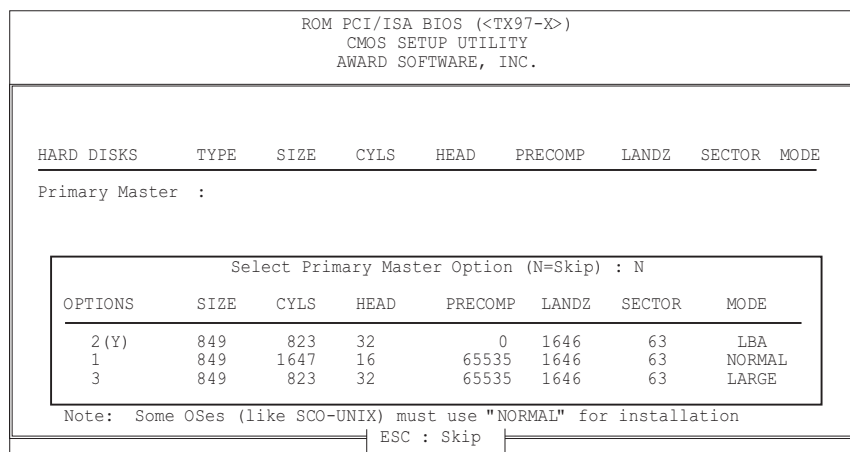 ROM PCI/ISA BIOS (<TX97-X>)
CMOS SETUP UTILITY
AWARD SOFTWARE, INC.
HARD DISKS TYPE SIZE CYLS HEAD PRECOMP LANDZ SECTOR MODE
Primary Master :
Select Primary Master Option (N=Skip) : N
OPTIONS SIZE CYLS HEAD PRECOMP LANDZ SECTOR MODE
2(Y) 849 823 32 0 1646 63 LBA
1 849 1647 16 65535 1646 63 NORMAL
3 849 823 32 65535 1646 63 LARGE
Note: Some OSes (like SCO-UNIX) must use "NORMAL" for installation
ESC : Skip